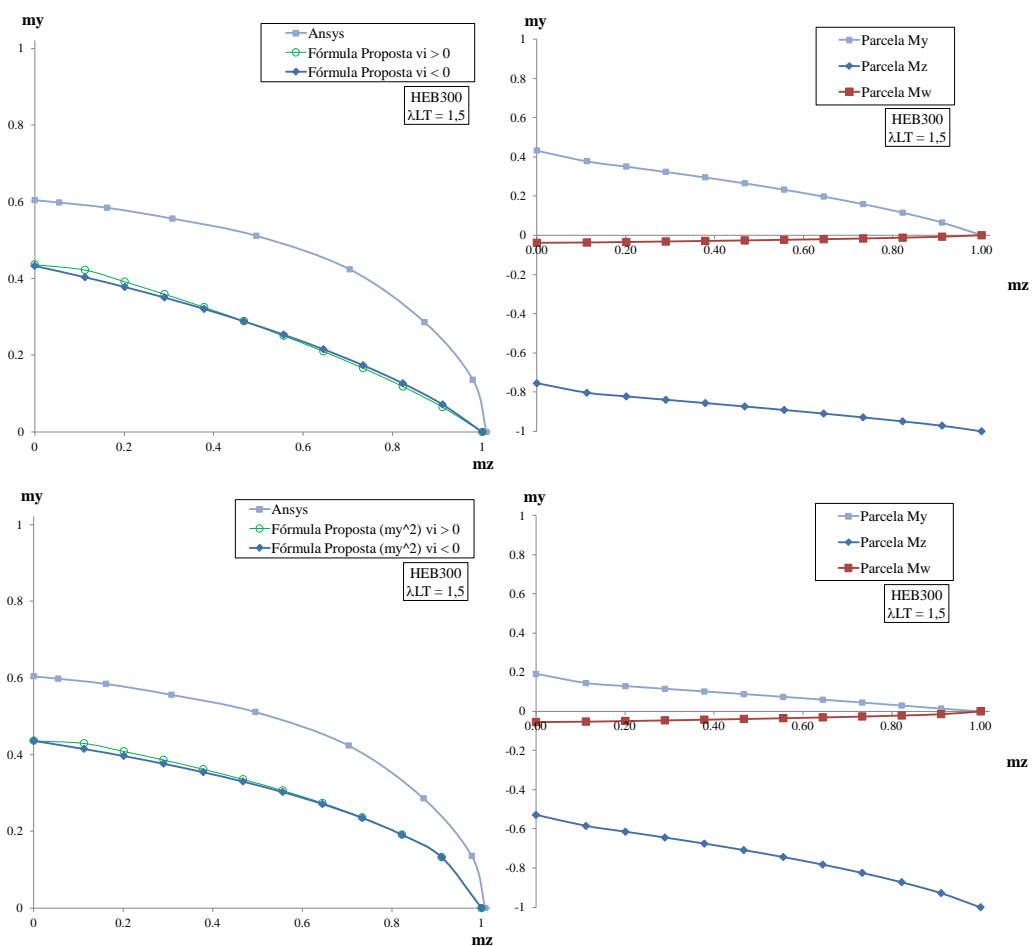 my
Ansys
Fórmula Proposta vi > 0
Fórmula Proposta vi < 0
HEB300
λLT = 1,5
1
0.8
0.6
0.4
0.2
0
0
0.2
0.4
0.6
0.8
1
mz
my
Parcela My
Parcela Mz
Parcela Mw
HEB300
λLT = 1,5
1
0.8
0.6
0.4
0.2
0
-0.2
-0.4
-0.6
-0.8
-1
0.00
0.20
0.40
0.60
0.80
1.00
mz
my
Ansys
Fórmula Proposta (my^2) vi > 0
Fórmula Proposta (my^2) vi < 0
HEB300
λLT = 1,5
1
0.8
0.6
0.4
0.2
0
0
0.2
0.4
0.6
0.8
1
mz
my
Parcela My
Parcela Mz
Parcela Mw
HEB300
λLT = 1,5
1
0.8
0.6
0.4
0.2
0
-0.2
-0.4
-0.6
-0.8
-1
0.00
0.20
0.40
0.60
0.80
1.00
mz